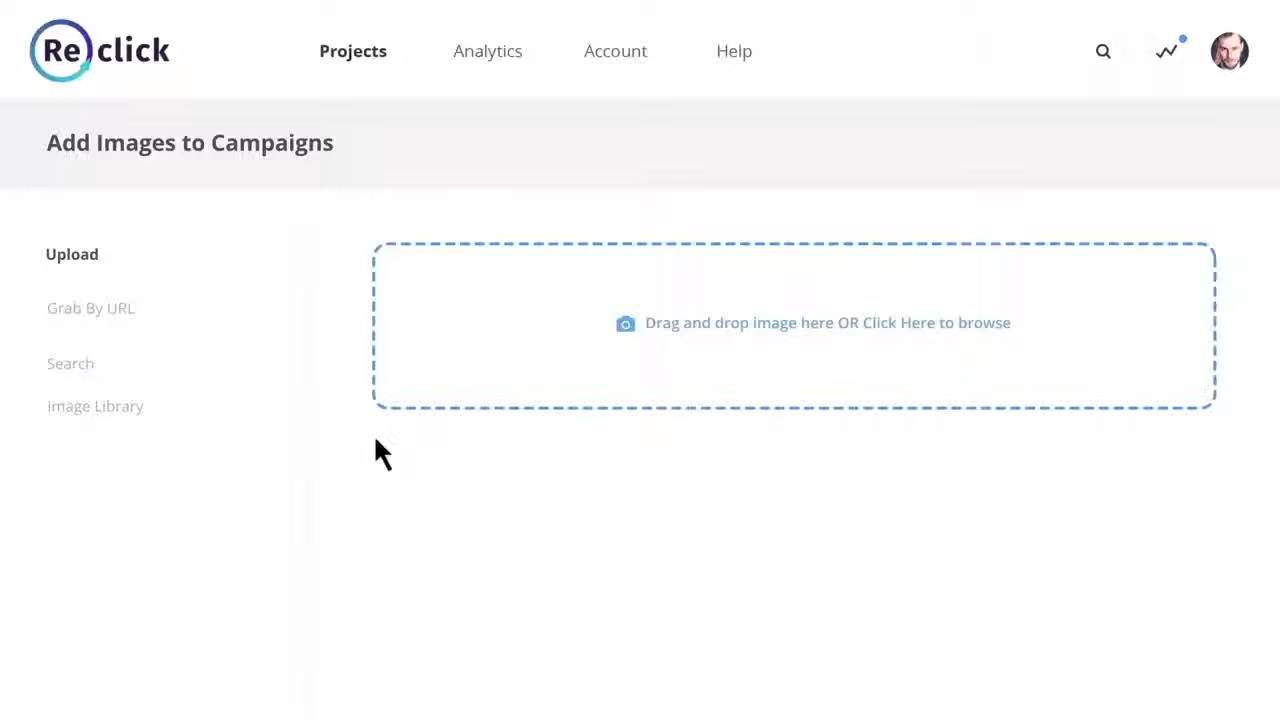 Re click
Projects
Analytics
Account
Help
Add Images to Campaigns
Upload
Grab By URL
Search
Image Library
Drag and drop image here OR Click Here to browse